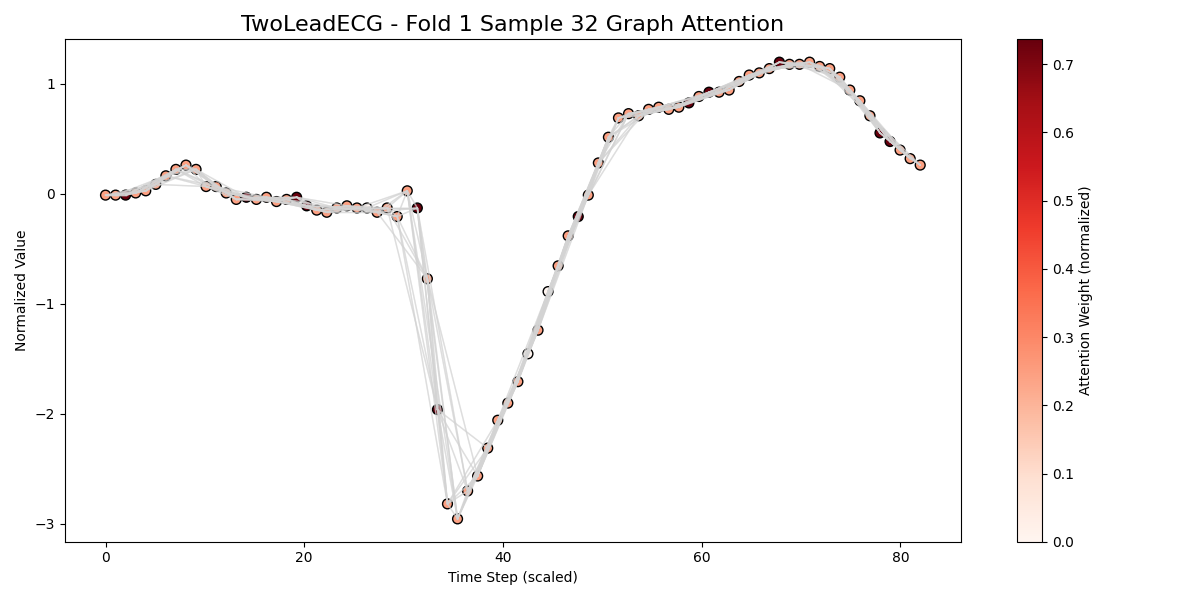 TwoLeadECG - Fold 1 Sample 32 Graph Attention
Normalized Value
1
0
−1
−2
−3
0 20 40 60 80
Time Step (scaled)
0.7
0.6
0.5
0.4
0.3
0.2
0.1
0.0
Attention Weight (normalized)